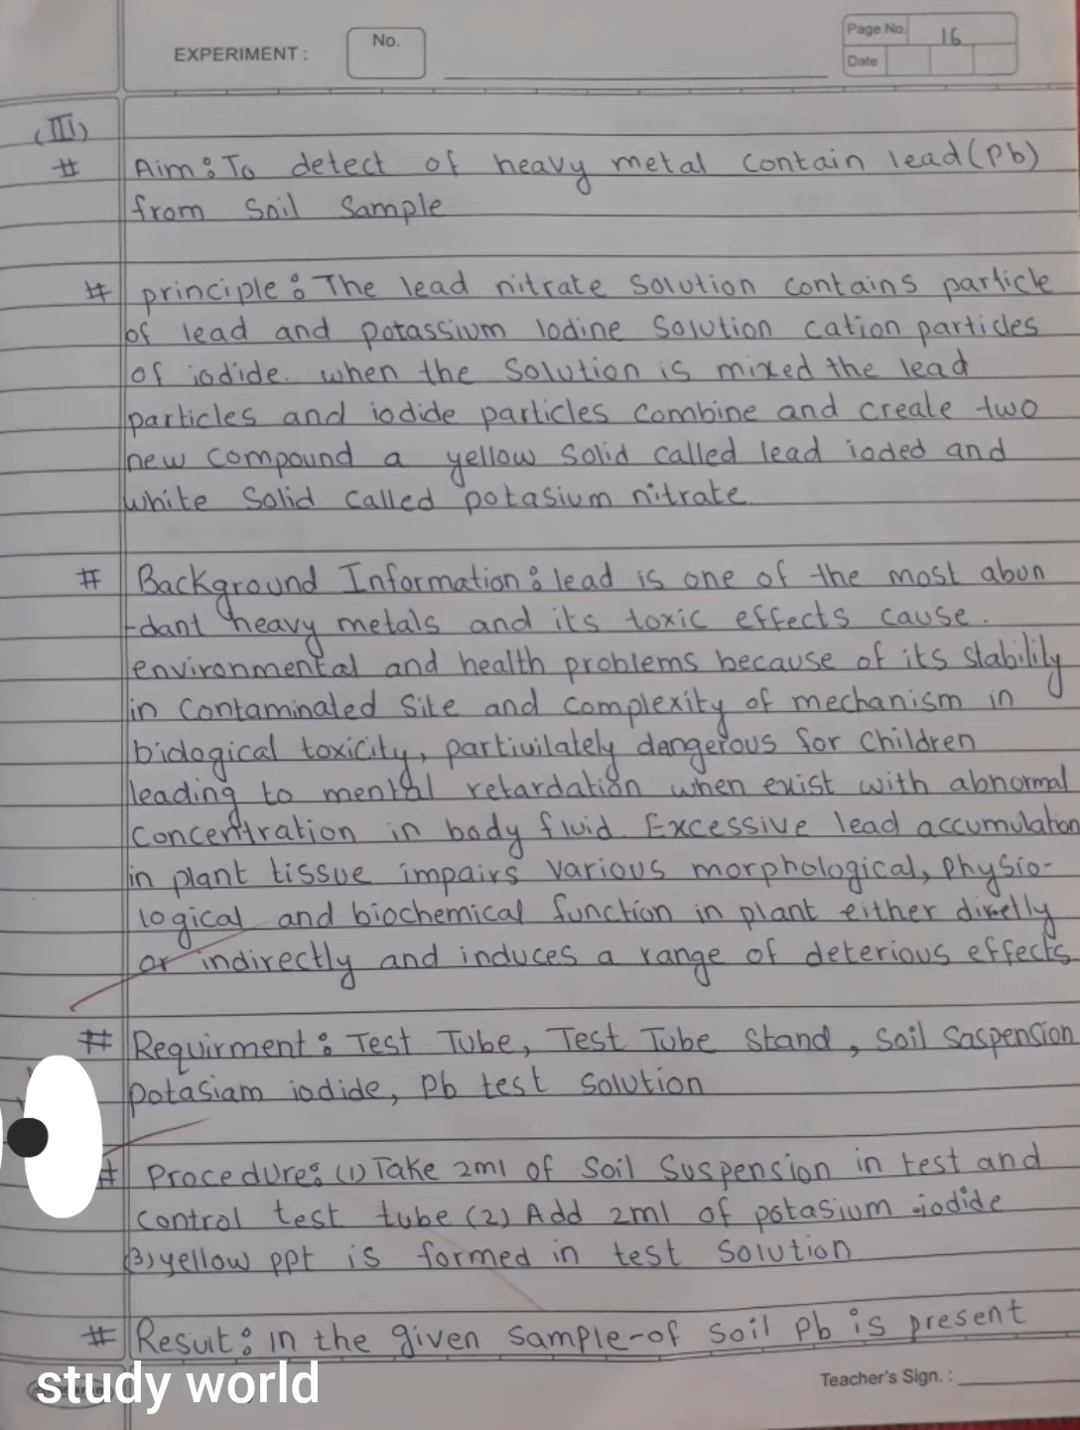 EXPERIMENT :
No.
Page No. 16
Date
(III)
# Aim : To detect of heavy metal contain lead (Pb)
from soil sample
# principle : The lead nitrate solution contains particle
of lead and potassium Iodine solution cation particles
of iodide. when the solution is mixed the lead
particles and iodide particles combine and create two
new compound a yellow solid called lead ioded and
white solid called potasium nitrate
# Background Information : lead is one of the most abun
-dant heavy metals and its toxic effects cause.
environmental and health problems because of its stability
in contaminated site and complexity of mechanism in
biological toxicity, partiuilately dangerous for children
leading to mental retardation when exist with abnormal
concentration in body fluid. Excessive lead accumulation
in plant tissue impairs various morphological, physio-
logical and biochemical function in plant either diretly
or indirectly and induces a range of deterious effects
# Requirment : Test Tube, Test Tube Stand, soil saspension
potasiam iodide, pb test solution
# Procedure : (1) Take 2ml of soil suspension in test and
control test tube (2) Add 2ml of potasium iodide
(3) yellow ppt is formed in test solution
# Result : in the given sample-of soil pb is present
study world
Teacher's Sign. :